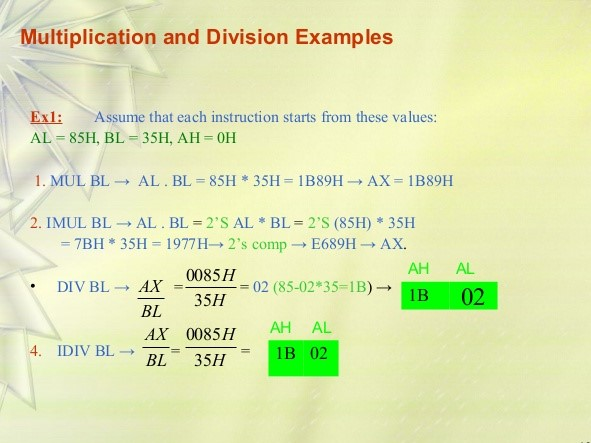 Multiplication and Division Examples
Ex1: Assume that each instruction starts from these values:
AL = 85H, BL = 35H, AH = 0H
1. MUL BL → AL . BL = 85H * 35H = 1B89H → AX = 1B89H
2. IMUL BL → AL . BL = 2'S AL * BL = 2'S (85H) * 35H
= 7BH * 35H = 1977H→ 2's comp → E689H → AX.
AH AL
• DIV BL → AX/BL = 0085H/35H = 02 (85-02*35=1B) → 1B 02
AH AL
4. IDIV BL → AX/BL = 0085H/35H = 1B 02